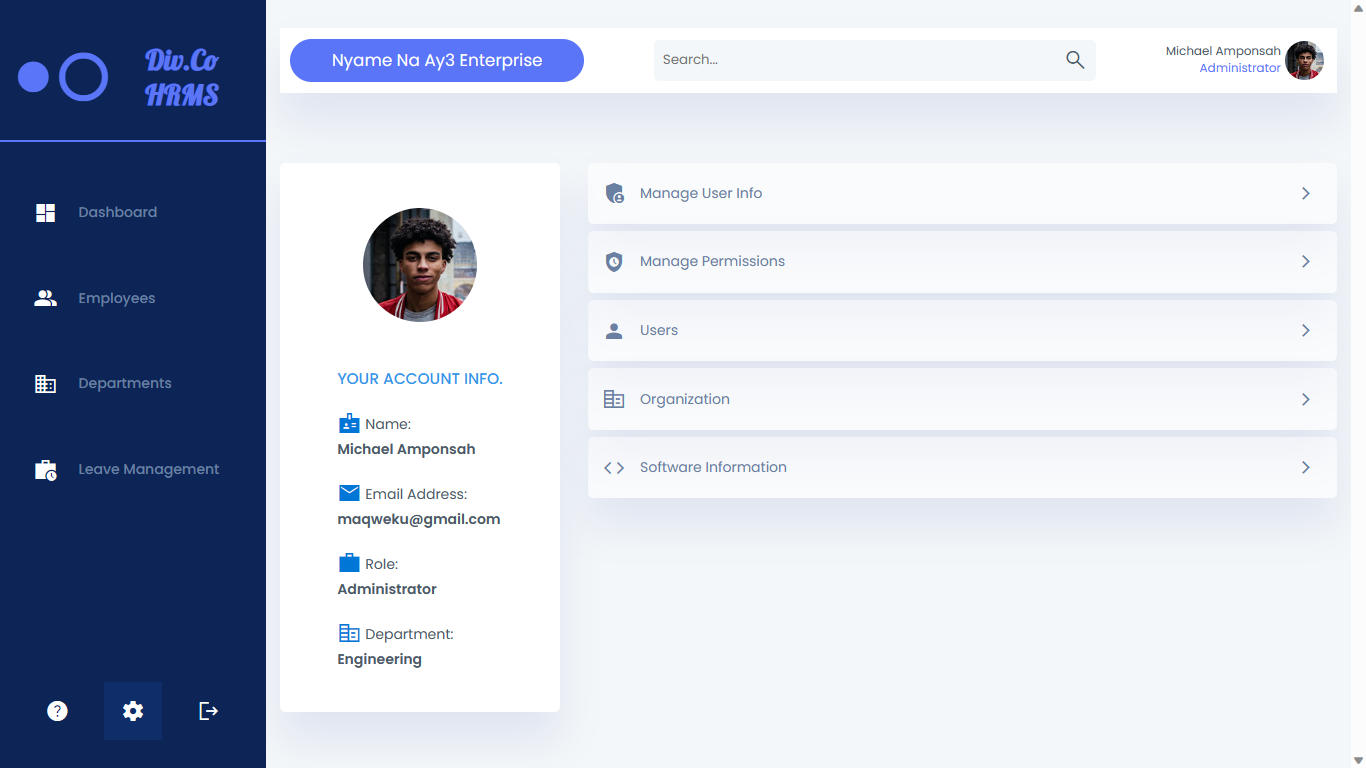 Div.Co
HRMS
Nyame Na Ay3 Enterprise
Search...
Michael Amponsah
Administrator
Dashboard
Employees
Departments
Leave Management
YOUR ACCOUNT INFO.
Name:
Michael Amponsah
Email Address:
maqweku@gmail.com
Role:
Administrator
Department:
Engineering
Manage User Info
Manage Permissions
Users
Organization
Software Information